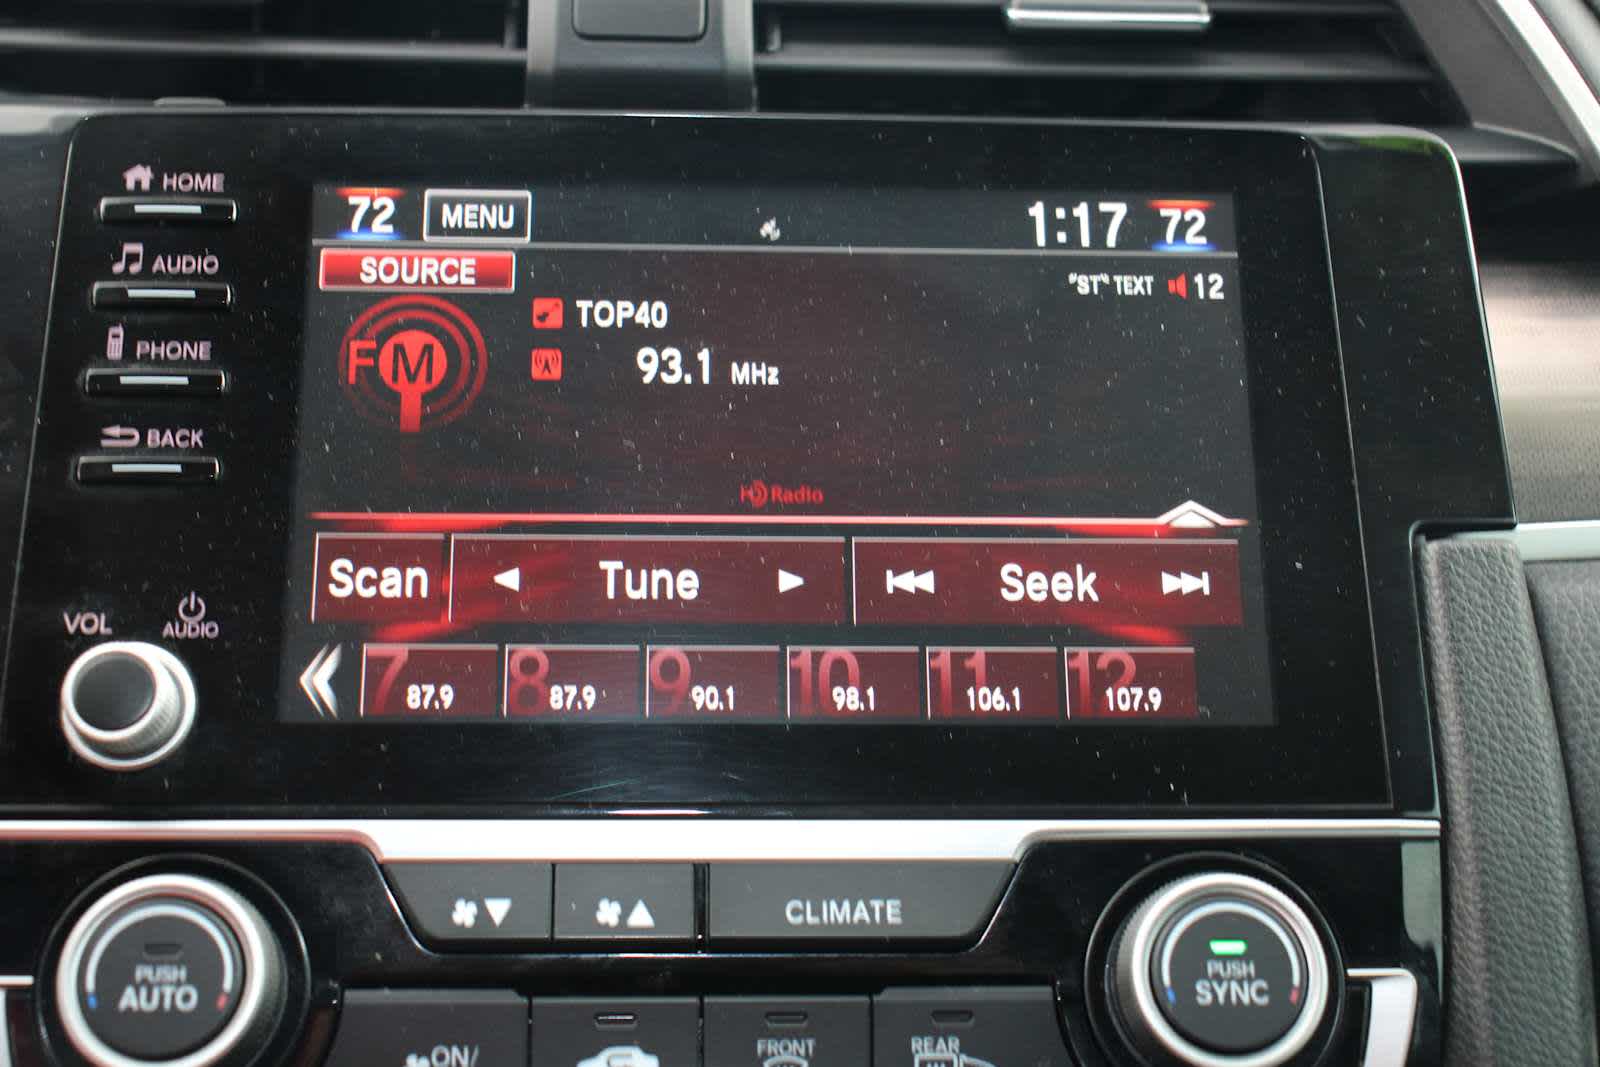 HOME
AUDIO
PHONE
BACK
VOL
AUDIO
72 MENU 1:17 72
SOURCE
"ST" TEXT 12
FM
TOP40
93.1 MHz
HD Radio
Scan Tune Seek
7 87.9 8 87.9 9 90.1 10 98.1 11 106.1 12 107.9
CLIMATE
PUSH
AUTO
PUSH
SYNC
ON/
FRONT
REAR